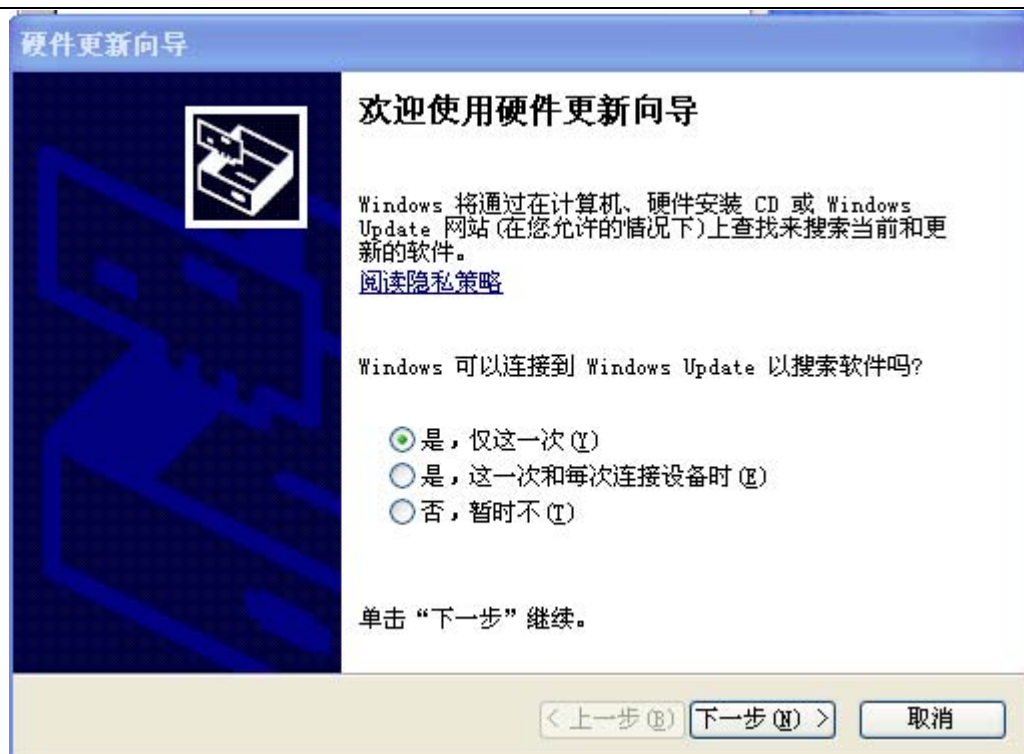 硬件更新向导
欢迎使用硬件更新向导
Windows 将通过在计算机、硬件安装 CD 或 Windows
Update 网站(在您允许的情况下)上查找来搜索当前和更
新的软件。
阅读隐私策略
Windows 可以连接到 Windows Update 以搜索软件吗?
是，仅这一次(Y)
是，这一次和每次连接设备时(E)
否，暂时不(T)
单击“下一步”继续。
< 上一步(B) 下一步(N) > 取消